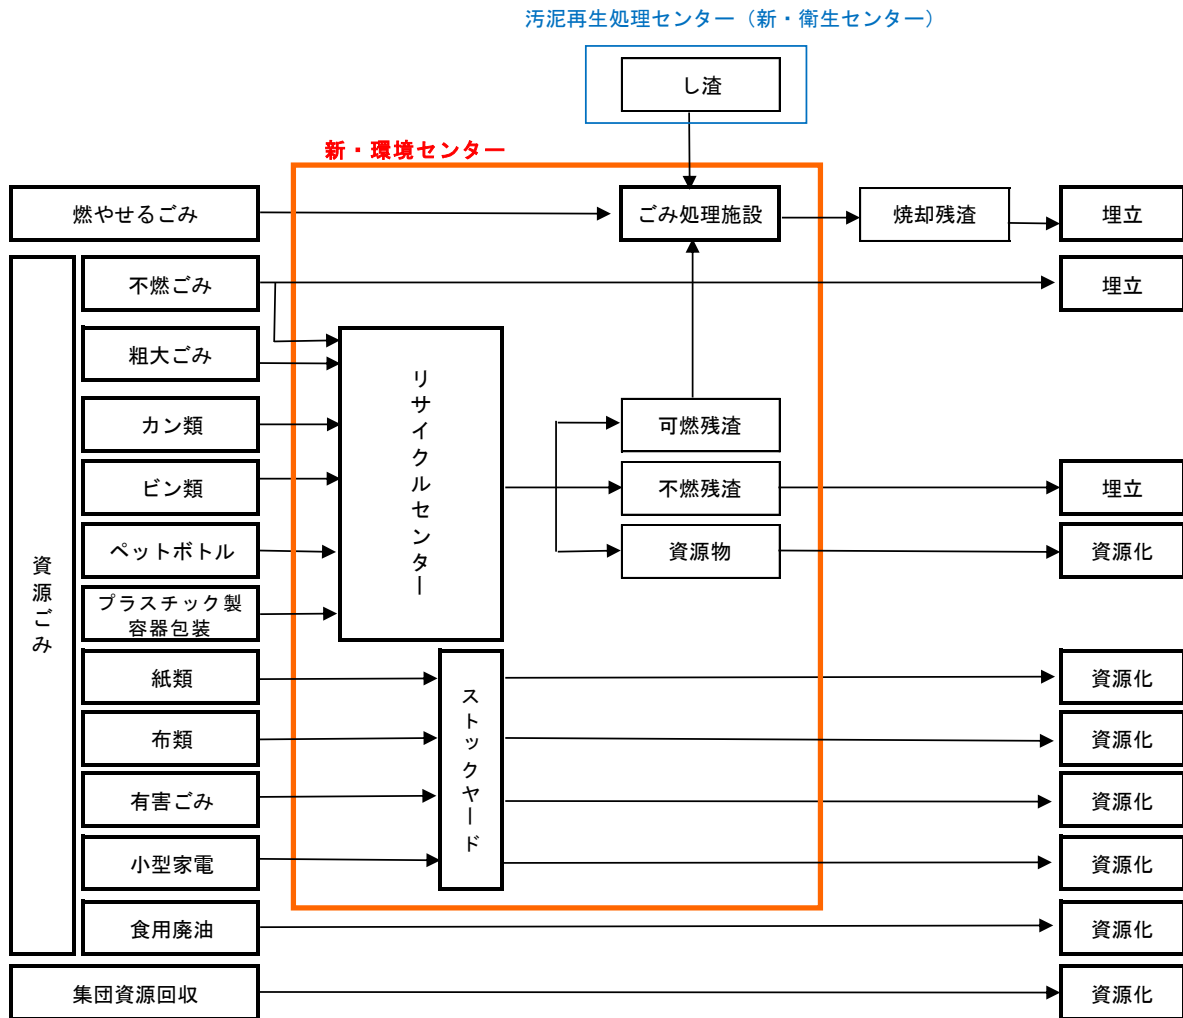 汚泥再生処理センター（新・衛生センター）
し渣
新・環境センター
燃やせるごみ
ごみ処理施設
焼却残渣
埋立
資源ごみ
不燃ごみ
埋立
粗大ごみ
リサイクルセンター
カン類
可燃残渣
ビン類
不燃残渣
埋立
ペットボトル
資源物
資源化
プラスチック製
容器包装
紙類
ストックヤード
資源化
布類
資源化
有害ごみ
資源化
小型家電
資源化
食用廃油
資源化
集団資源回収
資源化